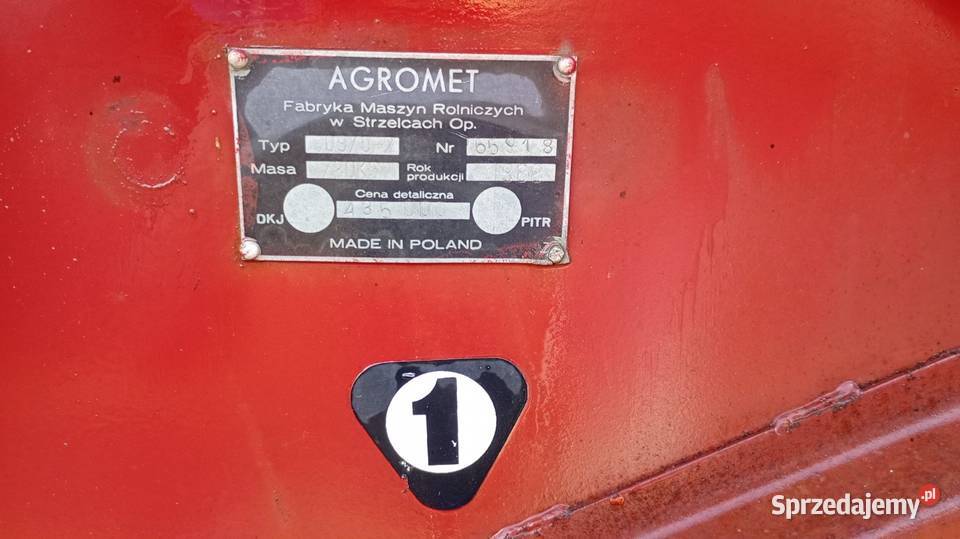 AGROMET
Fabryka Maszyn Rolniczych
w Strzelcach Op.
Typ Nr
Masa Rok produkcji
Cena detaliczna
DKJ PITR
MADE IN POLAND
1
Sprzedajemy.pl